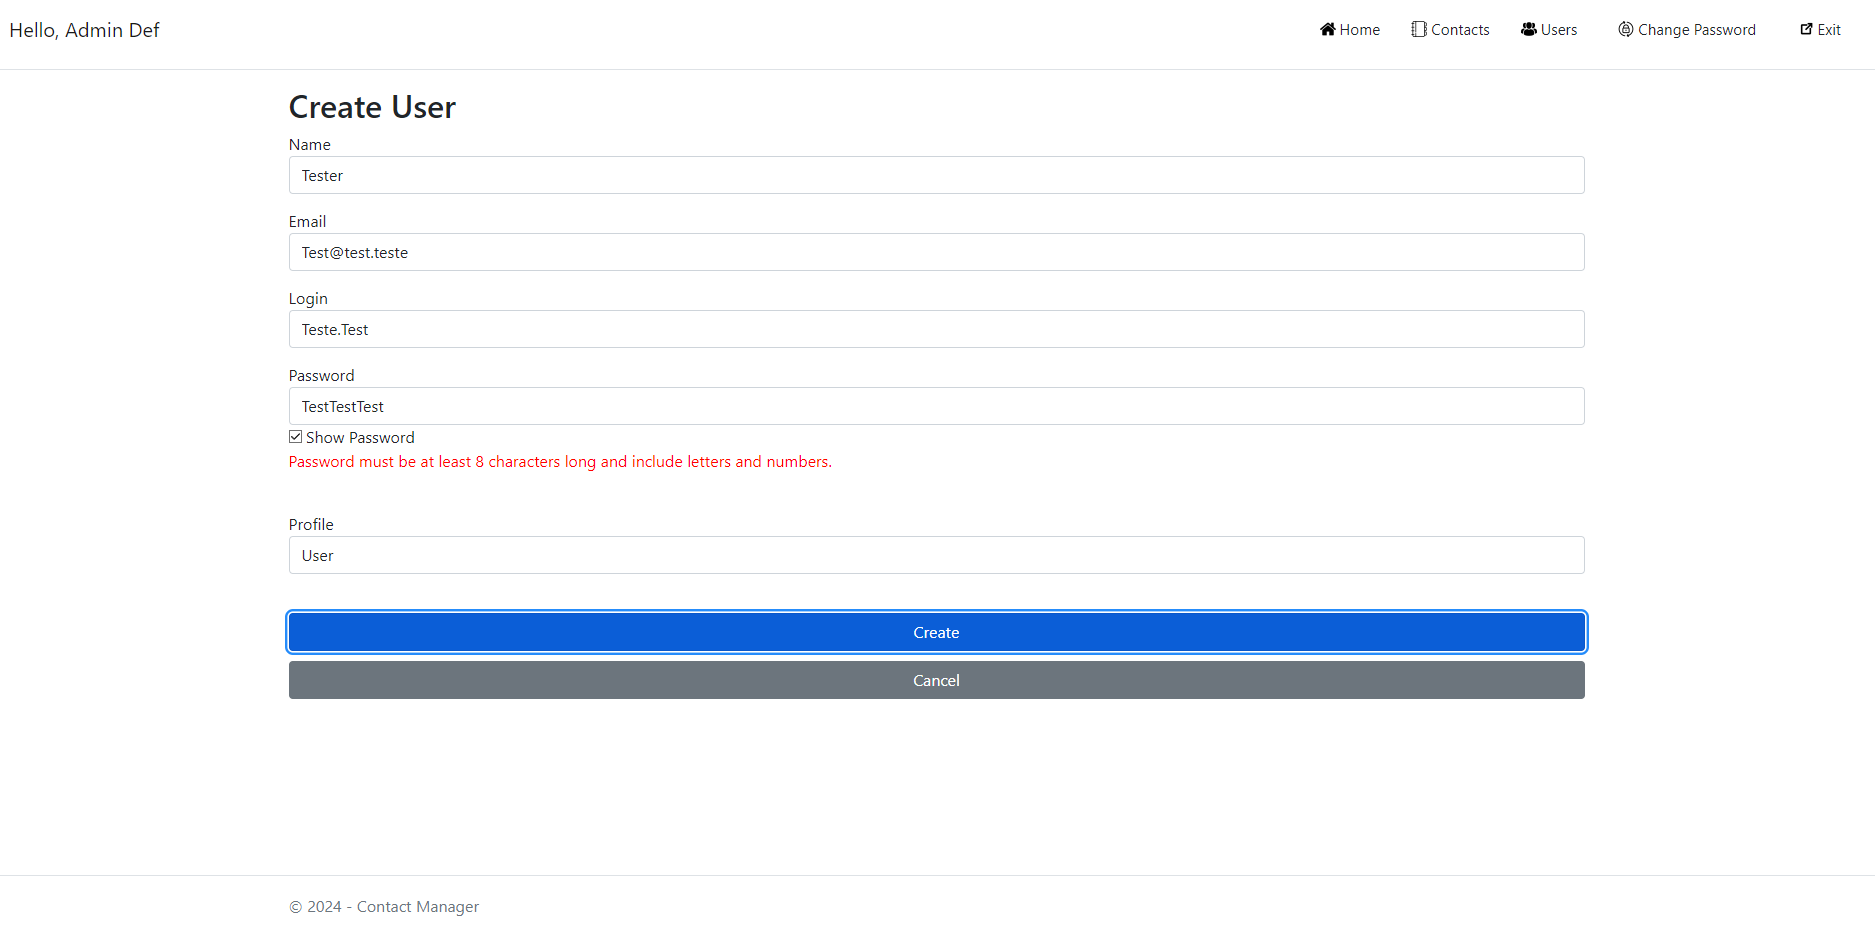 Hello, Admin Def
Home Contacts Users Change Password Exit
Create User
Name
Tester
Email
Test@test.teste
Login
Teste.Test
Password
TestTestTest
Show Password
Password must be at least 8 characters long and include letters and numbers.
Profile
User
Create
Cancel
© 2024 - Contact Manager